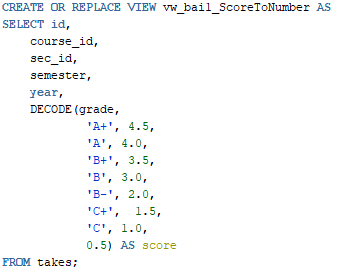 CREATE OR REPLACE VIEW vw_bail_ScoreToNumber AS
SELECT id,
    course_id,
    sec_id,
    semester,
    year,
    DECODE(grade,
            'A+', 4.5,
            'A', 4.0,
            'B+', 3.5,
            'B', 3.0,
            'B-', 2.0,
            'C+',  1.5,
            'C', 1.0,
            0.5) AS score
FROM takes;